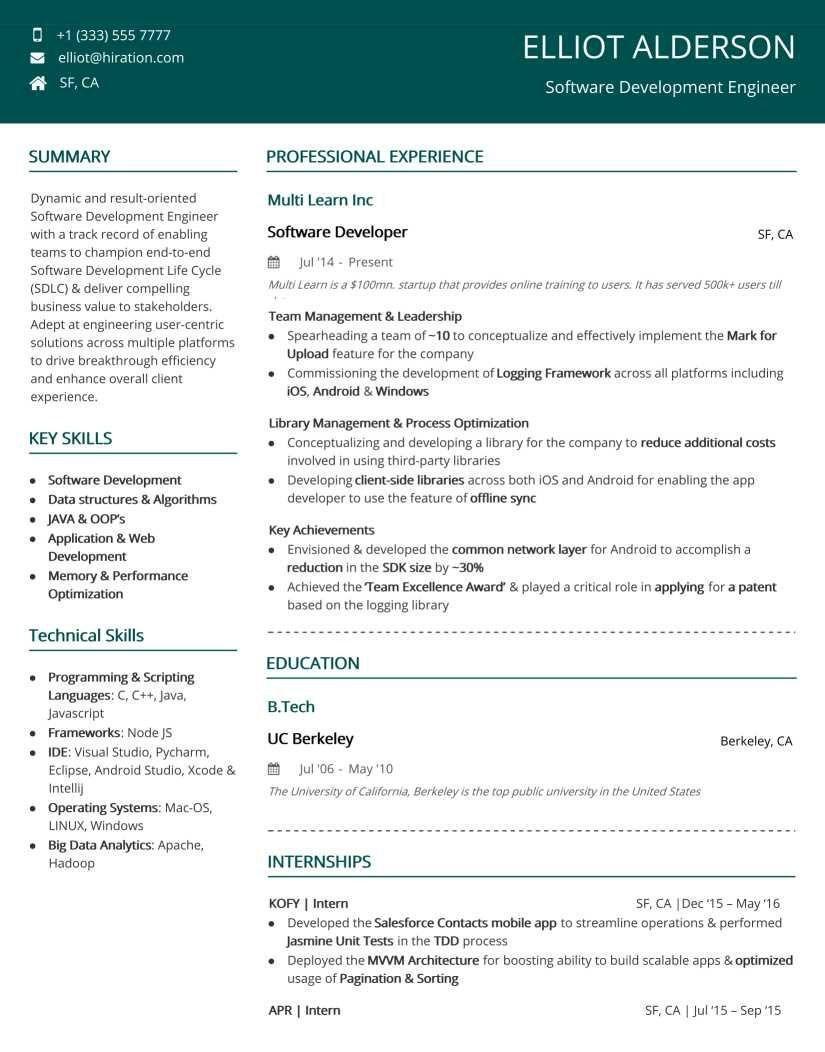 +1 (333) 555 7777
elliot@hiration.com
SF, CA
ELLIOT ALDERSON
Software Development Engineer
SUMMARY
Dynamic and result-oriented
Software Development Engineer
with a track record of enabling
teams to champion end-to-end
Software Development Life Cycle
(SDLC) & deliver compelling
business value to stakeholders.
Adept at engineering user-centric
solutions across multiple platforms
to drive breakthrough efficiency
and enhance overall client
experience.
KEY SKILLS
● Software Development
● Data structures & Algorithms
● JAVA & OOP's
● Application & Web
Development
● Memory & Performance
Optimization
Technical Skills
● Programming & Scripting
Languages: C, C++, Java,
Javascript
● Frameworks: Node JS
● IDE: Visual Studio, Pycharm,
Eclipse, Android Studio, Xcode &
Intellij
● Operating Systems: Mac-OS,
LINUX, Windows
● Big Data Analytics: Apache,
Hadoop
PROFESSIONAL EXPERIENCE
Multi Learn Inc
Software Developer SF, CA
Jul '14 - Present
Multi Learn is a $100mn. startup that provides online training to users. It has served 500k+ users till
Team Management & Leadership
● Spearheading a team of ~10 to conceptualize and effectively implement the Mark for
Upload feature for the company
● Commissioning the development of Logging Framework across all platforms including
iOS, Android & Windows
Library Management & Process Optimization
● Conceptualizing and developing a library for the company to reduce additional costs
involved in using third-party libraries
● Developing client-side libraries across both iOS and Android for enabling the app
developer to use the feature of offline sync
Key Achievements
● Envisioned & developed the common network layer for Android to accomplish a
reduction in the SDK size by ~30%
● Achieved the 'Team Excellence Award' & played a critical role in applying for a patent
based on the logging library
EDUCATION
B.Tech
UC Berkeley Berkeley, CA
Jul '06 - May '10
The University of California, Berkeley is the top public university in the United States
INTERNSHIPS
KOFY | Intern SF, CA |Dec '15 – May '16
● Developed the Salesforce Contacts mobile app to streamline operations & performed
Jasmine Unit Tests in the TDD process
● Deployed the MVVM Architecture for boosting ability to build scalable apps & optimized
usage of Pagination & Sorting
APR | Intern SF, CA | Jul '15 – Sep '15